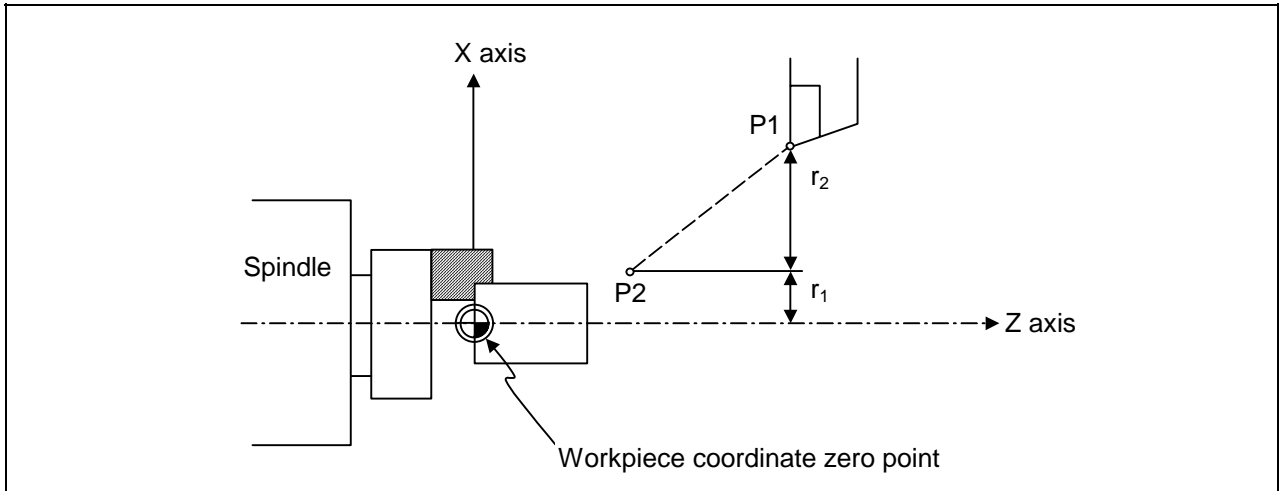 X axis
P1
r₂
Spindle
P2
r₁
Z axis
Workpiece coordinate zero point